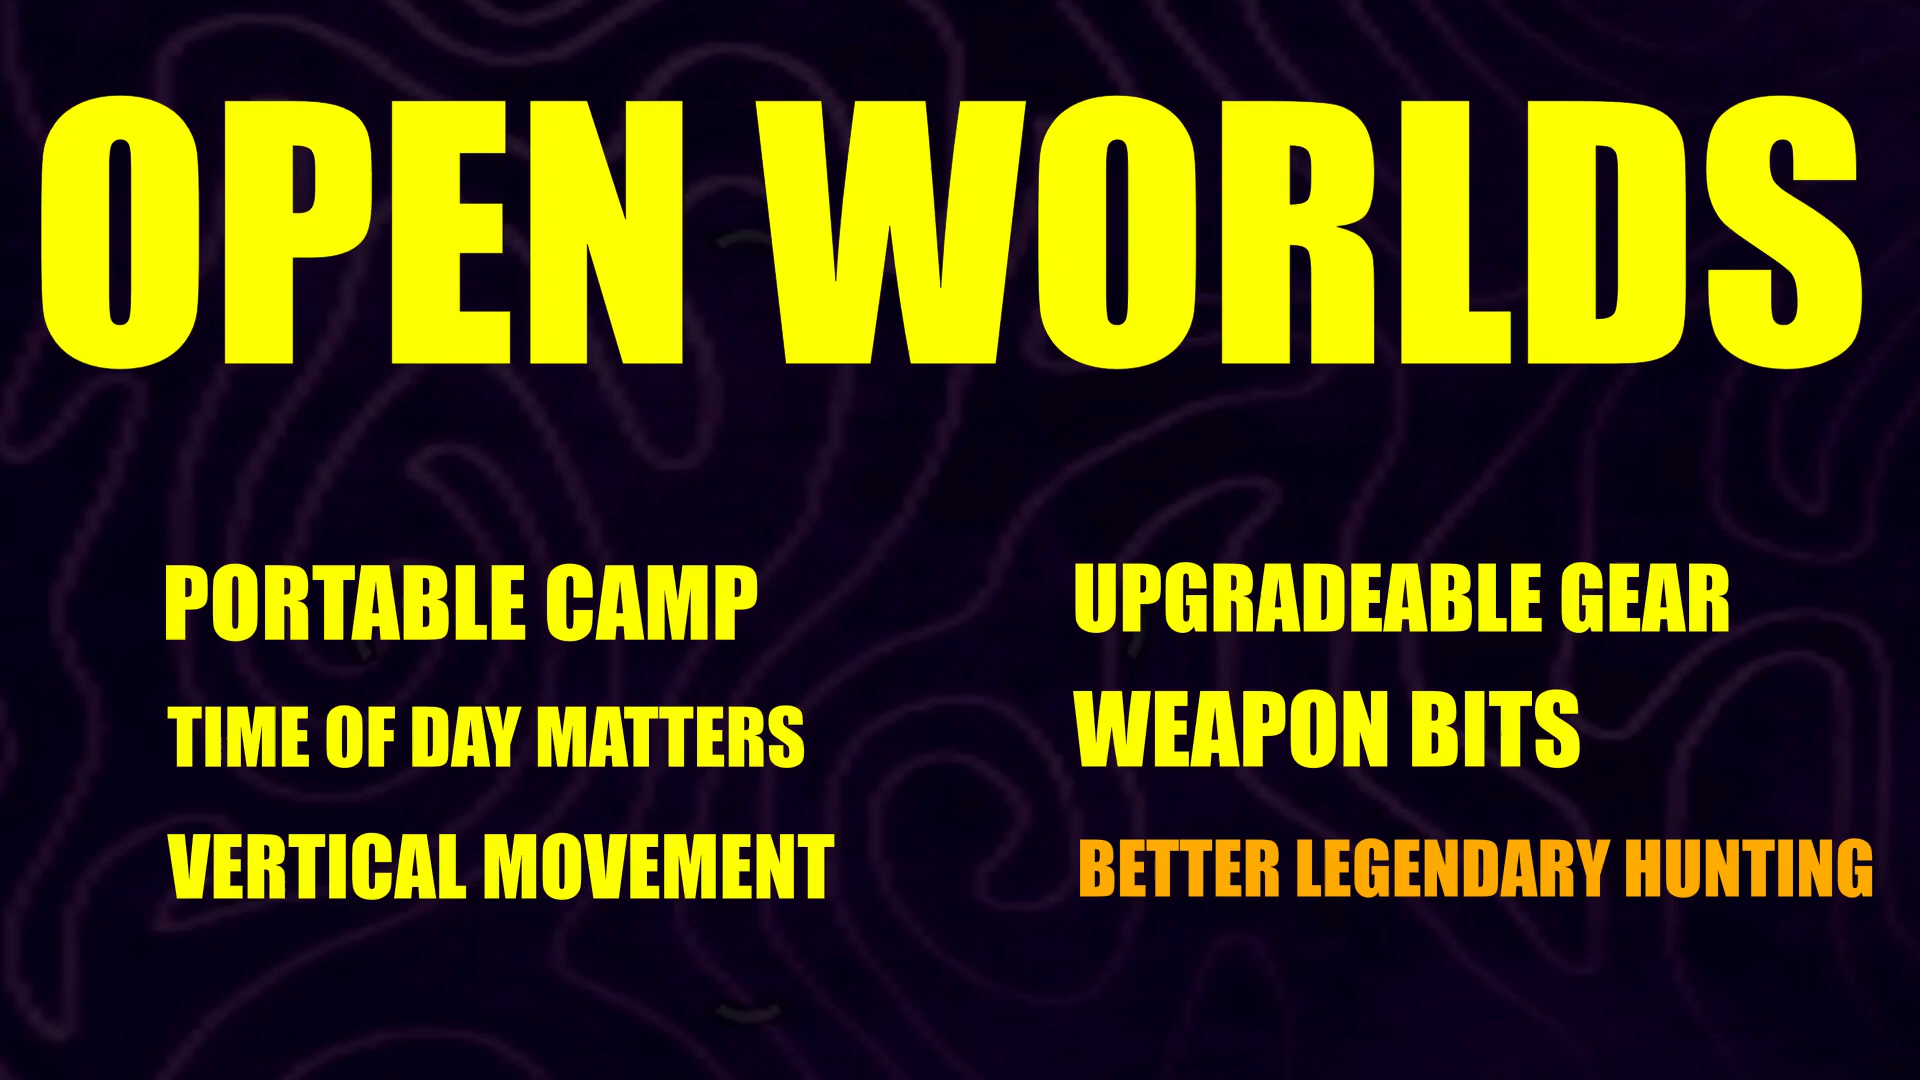 OPEN WORLDS
PORTABLE CAMP
TIME OF DAY MATTERS
VERTICAL MOVEMENT
UPGRADEABLE GEAR
WEAPON BITS
BETTER LEGENDARY HUNTING